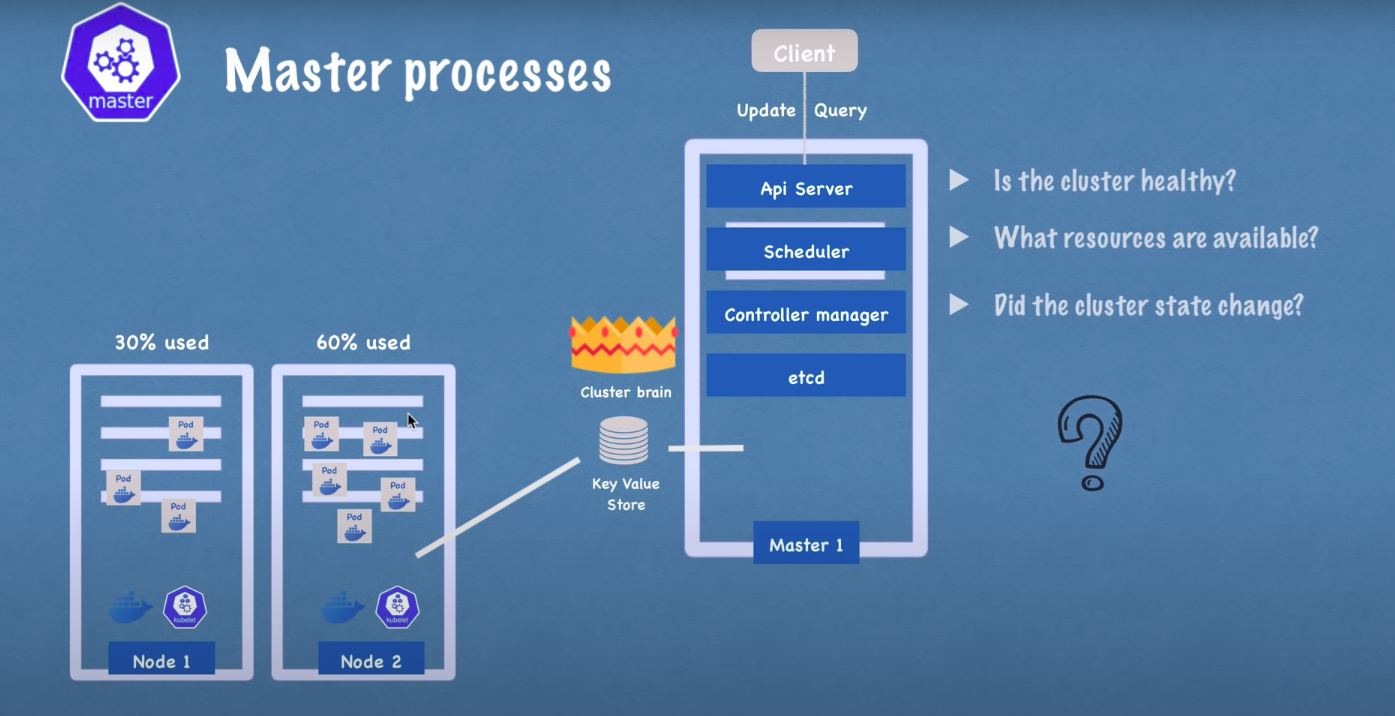 master
Master processes
Client
Update
Query
Api Server
Is the cluster healthy?
Scheduler
What resources are available?
Controller manager
Did the cluster state change?
etcd
30% used
60% used
Cluster brain
Key Value
Store
Pod
Pod
Pod
Pod
Pod
Pod
Pod
Pod
kubelet
kubelet
Node 1
Node 2
Master 1
?